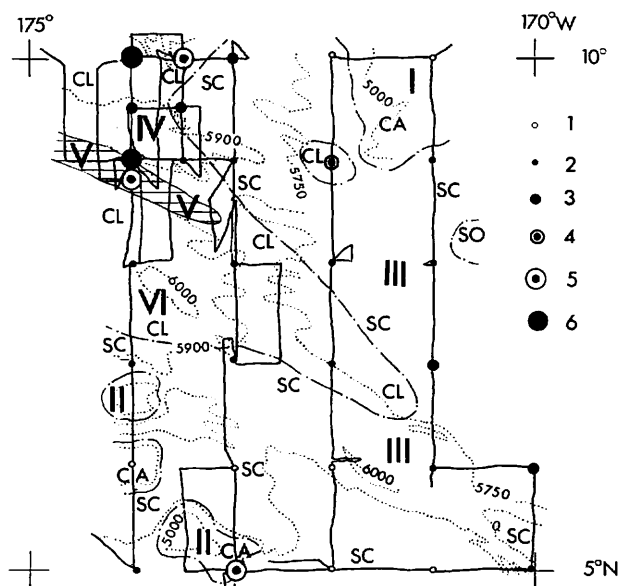 175° 170°W
10°
CL CL SC 5000 I 1
IV 5900 CA 2
V CL
5750 SC 3
V SC SO 4
CL CL III 5
VI 6000 6
CL SC
SC 5900
SC CL
II
III
CA SC 6000 5750
SC
5000 II CA SC
SC 5°N